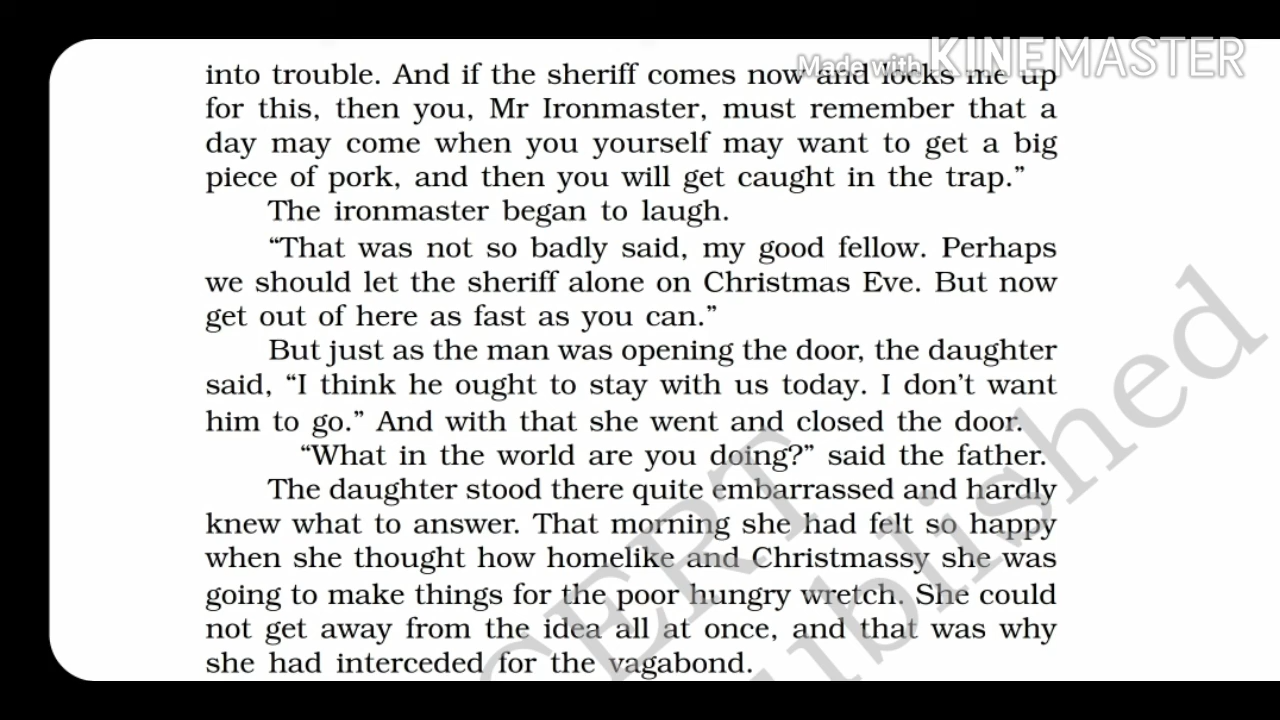 Made with KINEMASTER
into trouble. And if the sheriff comes now and locks me up
for this, then you, Mr Ironmaster, must remember that a
day may come when you yourself may want to get a big
piece of pork, and then you will get caught in the trap.”
The ironmaster began to laugh.
“That was not so badly said, my good fellow. Perhaps
we should let the sheriff alone on Christmas Eve. But now
get out of here as fast as you can.”
But just as the man was opening the door, the daughter
said, “I think he ought to stay with us today. I don’t want
him to go.” And with that she went and closed the door.
“What in the world are you doing?” said the father.
The daughter stood there quite embarrassed and hardly
knew what to answer. That morning she had felt so happy
when she thought how homelike and Christmassy she was
going to make things for the poor hungry wretch. She could
not get away from the idea all at once, and that was why
she had interceded for the vagabond.
CERT
ublished